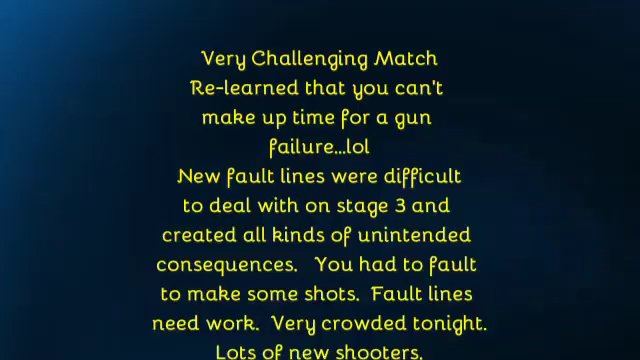 Very Challenging Match
Re-learned that you can't
make up time for a gun
failure...lol
New fault lines were difficult
to deal with on stage 3 and
created all kinds of unintended
consequences.   You had to fault
to make some shots.  Fault lines
need work.  Very crowded tonight.
Lots of new shooters.